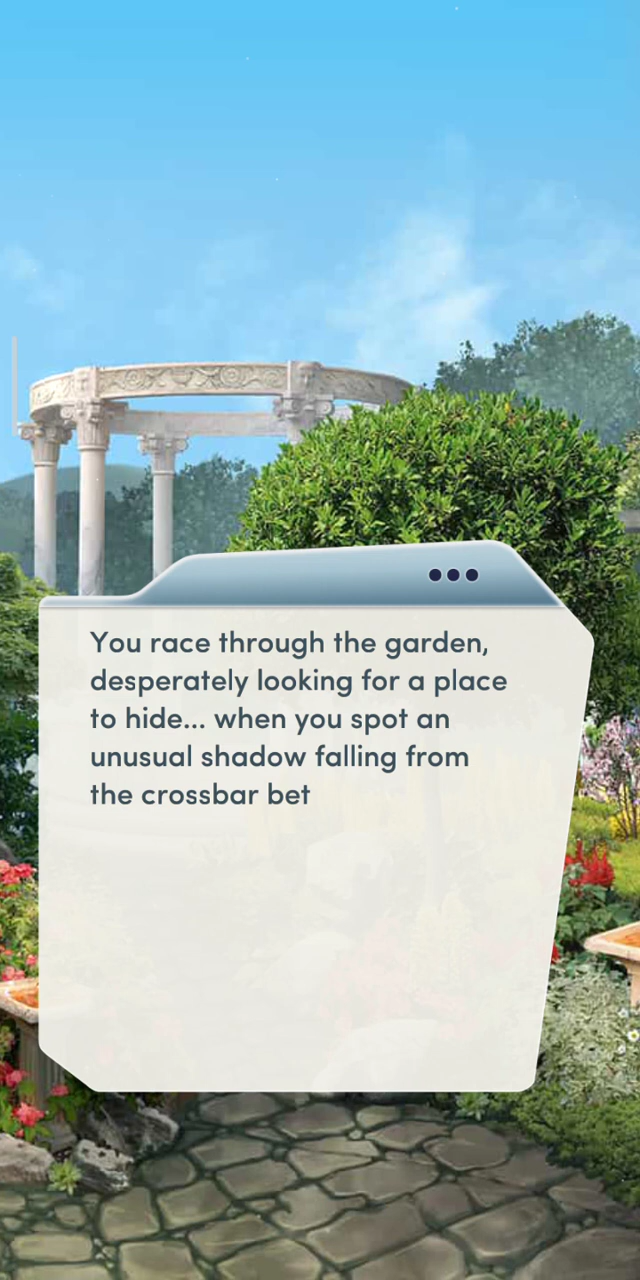 You race through the garden,
desperately looking for a place
to hide... when you spot an
unusual shadow falling from
the crossbar bet